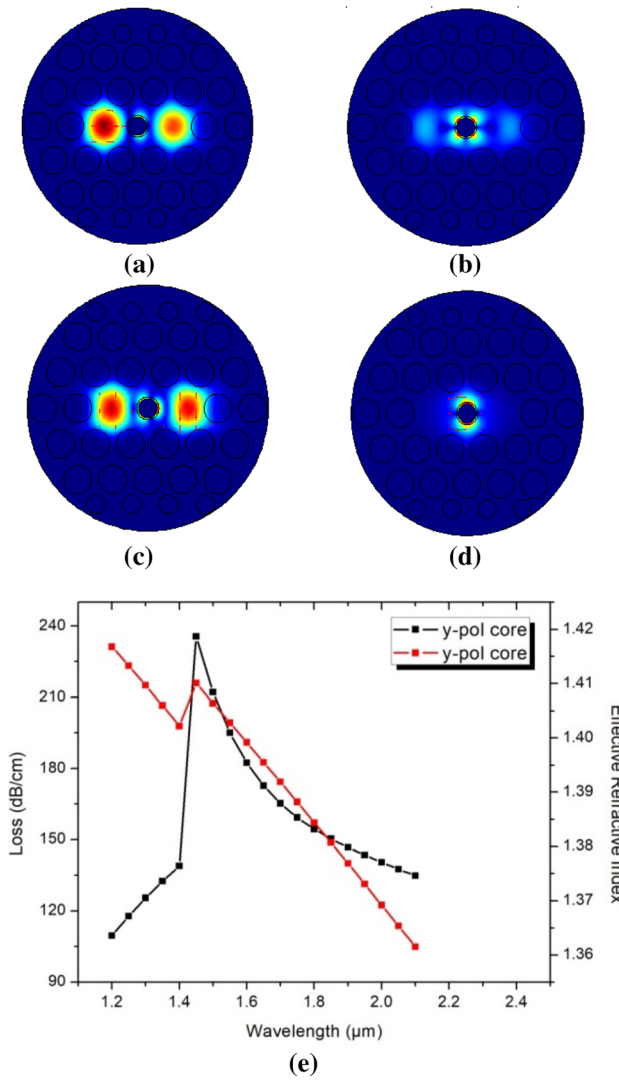 (a)
(b)
(c)
(d)
240
210
180
150
120
90
Loss (dB/cm)
y-pol core
y-pol core
1.42
1.41
1.40
1.39
1.38
1.37
1.36
Effective Refractive Index
1.2
1.4
1.6
1.8
2.0
2.2
2.4
Wavelength (µm)
(e)